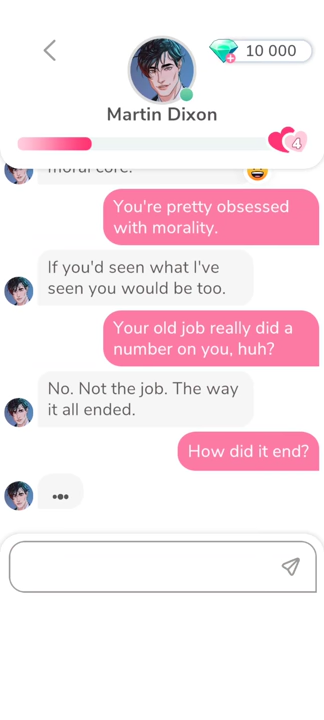 10 000
Martin Dixon
4
moral core.
You're pretty obsessed
with morality.
If you'd seen what I've
seen you would be too.
Your old job really did a
number on you, huh?
No. Not the job. The way
it all ended.
How did it end?